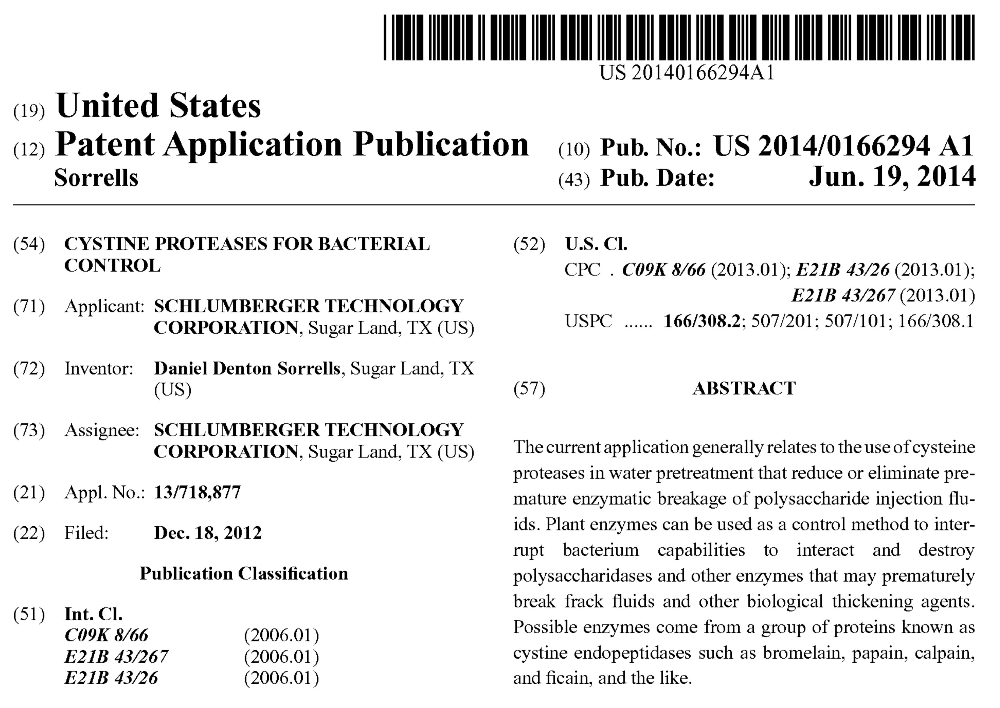 US 20140166294A1
(19) United States
(12) Patent Application Publication
Sorrells
(10) Pub. No.: US 2014/0166294 A1
(43) Pub. Date: Jun. 19, 2014
(54) CYSTINE PROTEASES FOR BACTERIAL
CONTROL
(71) Applicant: SCHLUMBERGER TECHNOLOGY
CORPORATION, Sugar Land, TX (US)
(72) Inventor: Daniel Denton Sorrells, Sugar Land, TX
(US)
(73) Assignee: SCHLUMBERGER TECHNOLOGY
CORPORATION, Sugar Land, TX (US)
(21) Appl. No.: 13/718,877
(22) Filed: Dec. 18, 2012
Publication Classification
(51) Int. Cl.
C09K 8/66 (2006.01)
E21B 43/267 (2006.01)
E21B 43/26 (2006.01)
(52) U.S. Cl.
CPC . C09K 8/66 (2013.01); E21B 43/26 (2013.01);
E21B 43/267 (2013.01)
USPC ...... 166/308.2; 507/201; 507/101; 166/308.1
(57) ABSTRACT
The current application generally relates to the use of cysteine
proteases in water pretreatment that reduce or eliminate pre-
mature enzymatic breakage of polysaccharide injection flu-
ids. Plant enzymes can be used as a control method to inter-
rupt bacterium capabilities to interact and destroy
polysaccharidases and other enzymes that may prematurely
break frack fluids and other biological thickening agents.
Possible enzymes come from a group of proteins known as
cystine endopeptidases such as bromelain, papain, calpain,
and ficain, and the like.